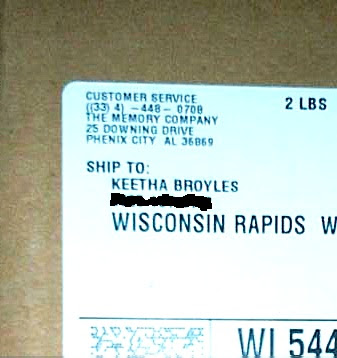 CUSTOMER SERVICE
2 LBS
((33) 4) -448- 0708
THE MEMORY COMPANY
25 DOWNING DRIVE
PHENIX CITY AL 36869
SHIP TO:
KEETHA BROYLES
WISCONSIN RAPIDS W
WI 544